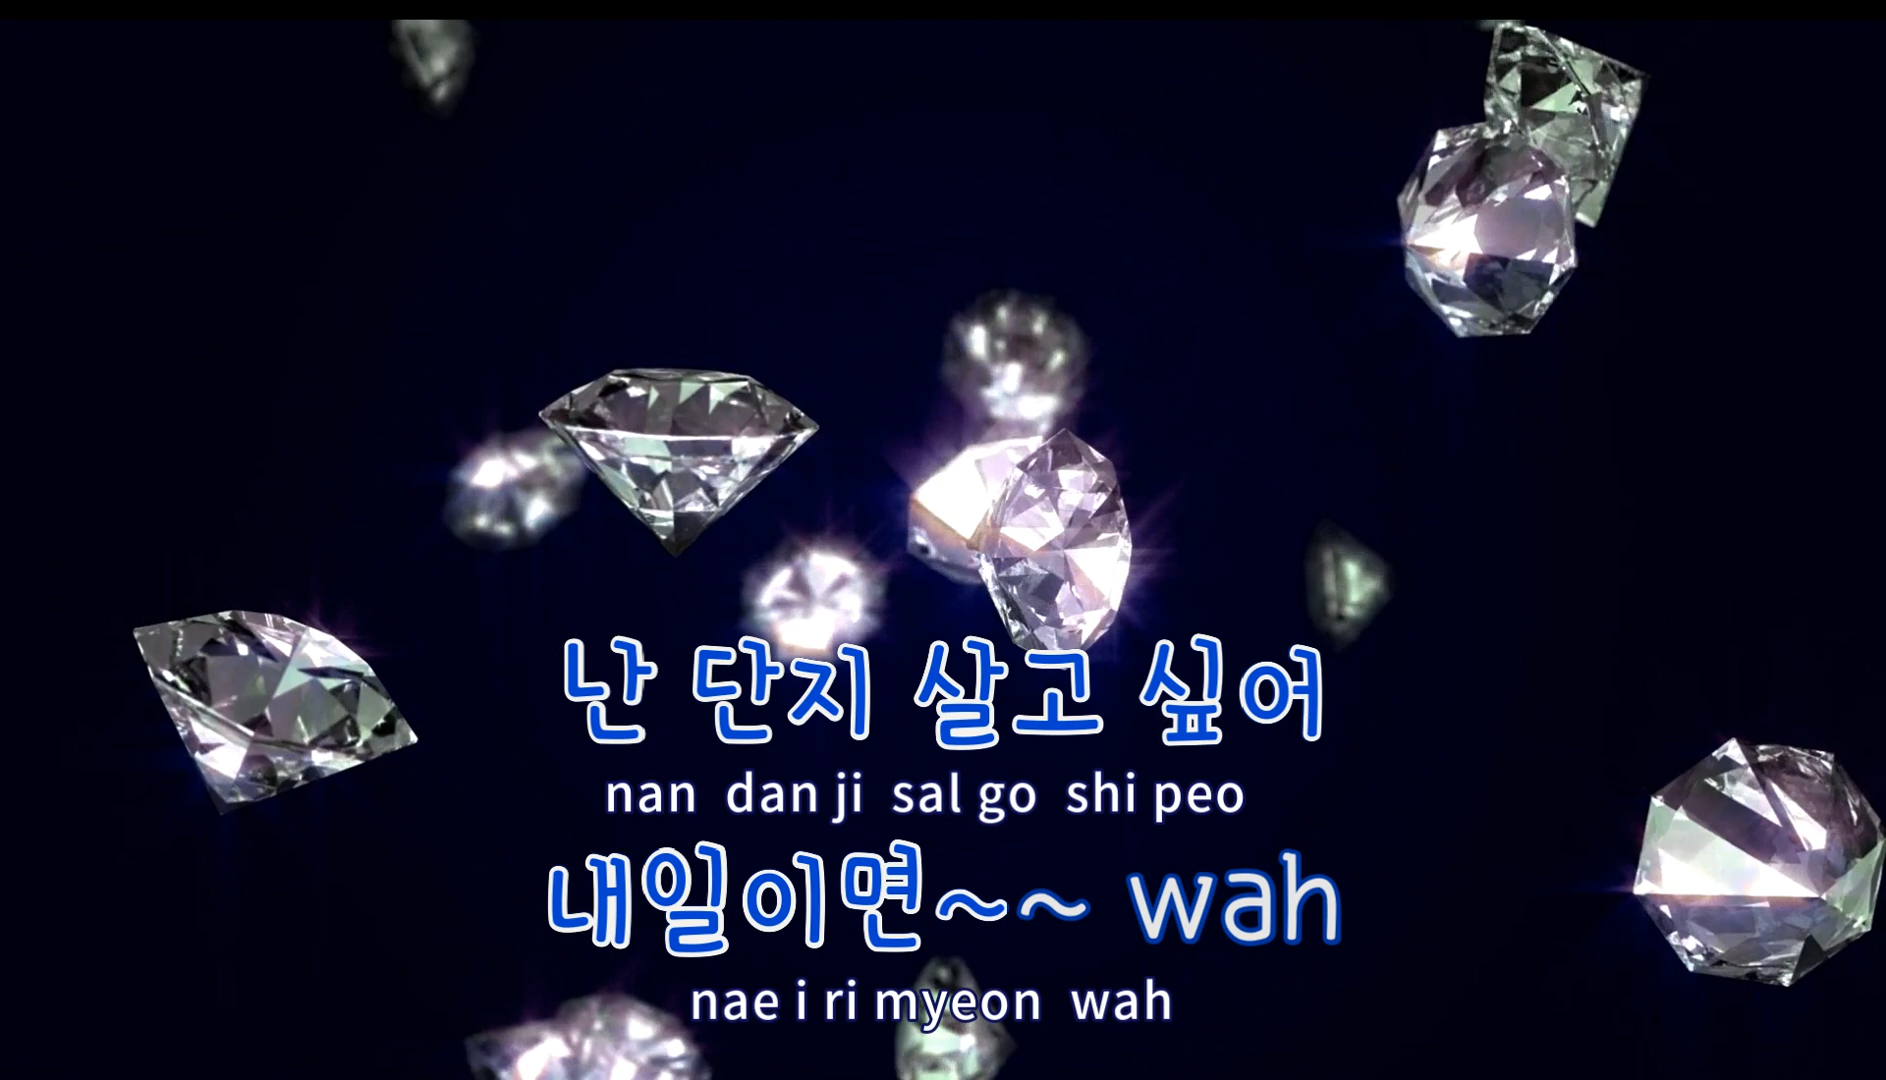 난 단지 살고 싶어
nan dan ji sal go shi peo
내일이면~~ wah
nae i ri myeon wah